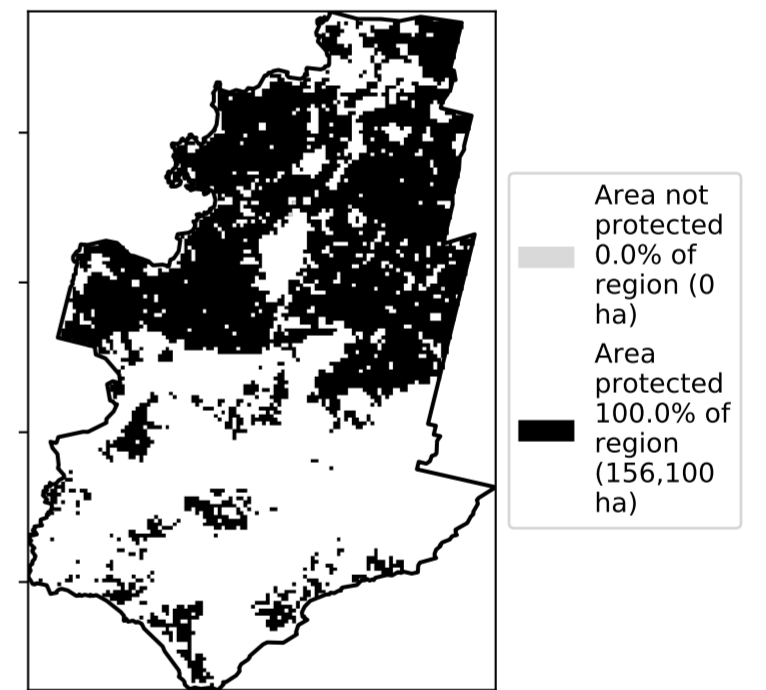 Area not
protected
0.0% of
region (0
ha)
Area
protected
100.0% of
region
(156,100
ha)